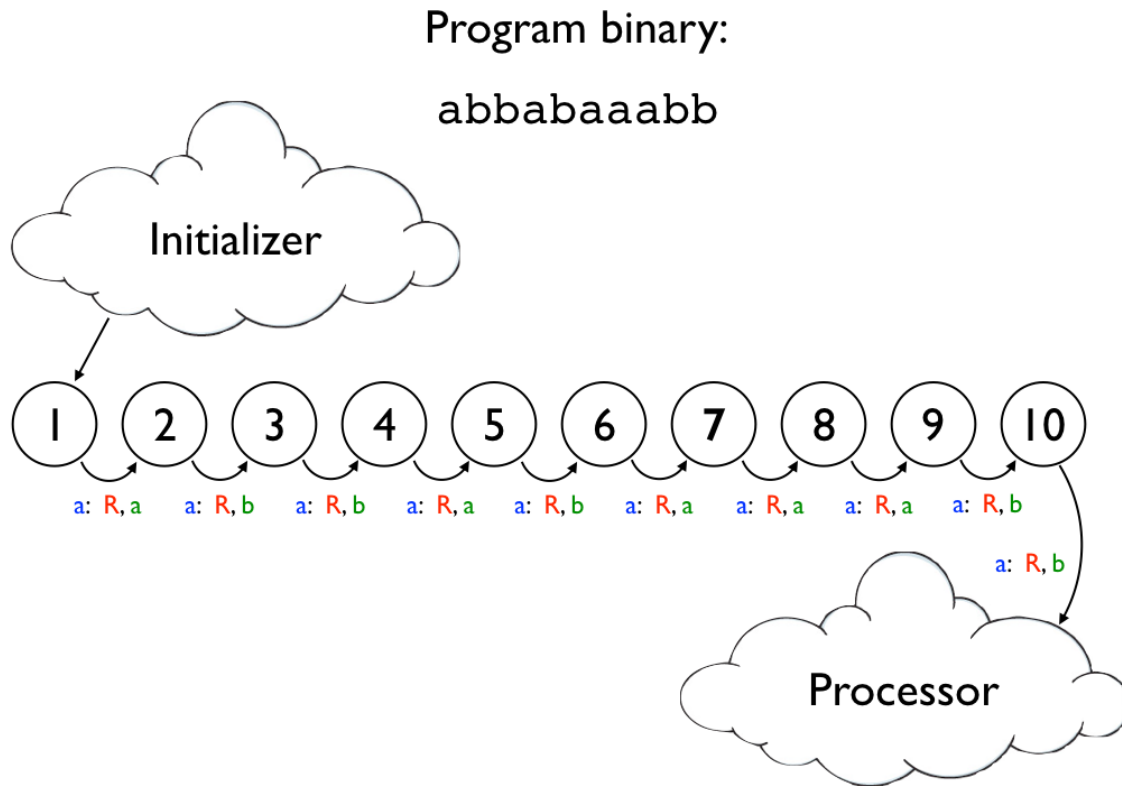 Program binary:
abbabaaabb
Initializer
1 2 3 4 5 6 7 8 9 10
a: R, a a: R, b a: R, b a: R, a a: R, b a: R, a a: R, a a: R, a a: R, b
a: R, b
Processor